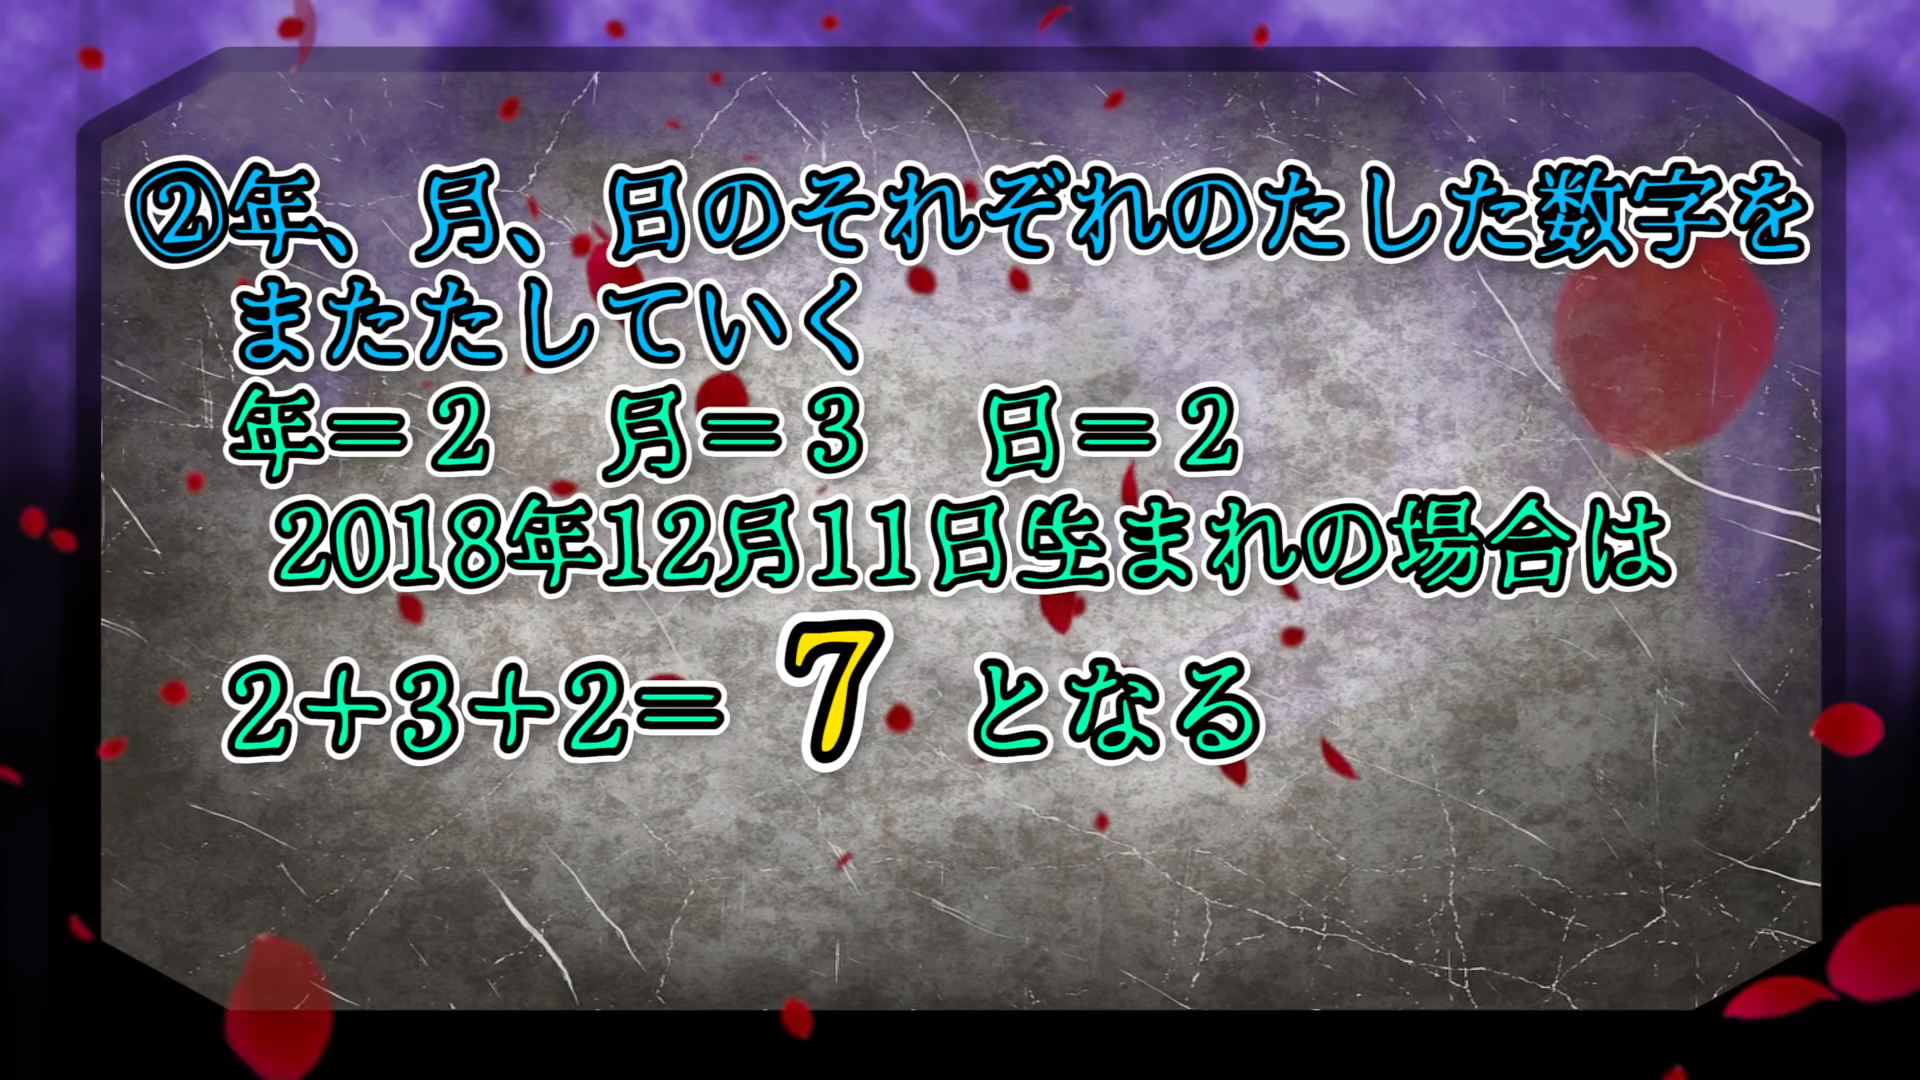 ②年、月、日のそれぞれのたした数字を
またたしていく
年＝２　月＝３　日＝２
2018年12月11日生まれの場合は
2+3+2= 7 となる